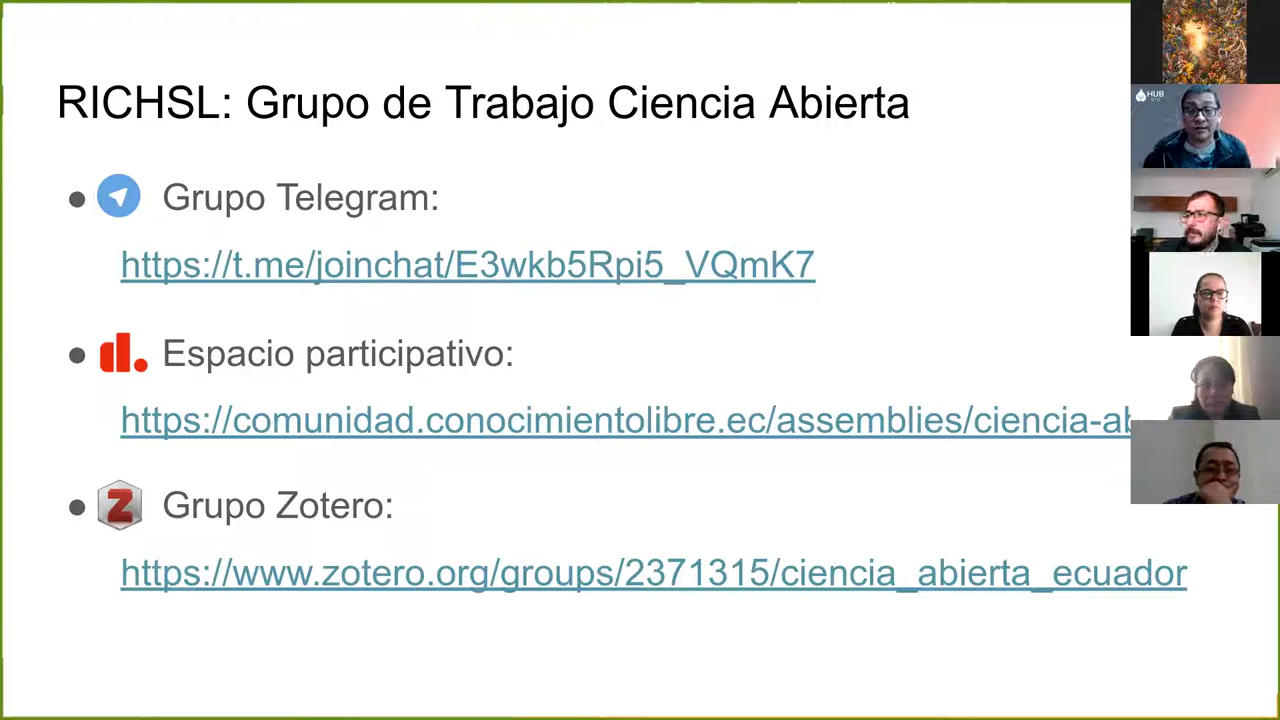 RICHSL: Grupo de Trabajo Ciencia Abierta
● Grupo Telegram:
https://t.me/joinchat/E3wkb5Rpi5_VQmK7
● Espacio participativo:
https://comunidad.conocimientolibre.ec/assemblies/ciencia-ab
● Z Grupo Zotero:
https://www.zotero.org/groups/2371315/ciencia_abierta_ecuador
HUB